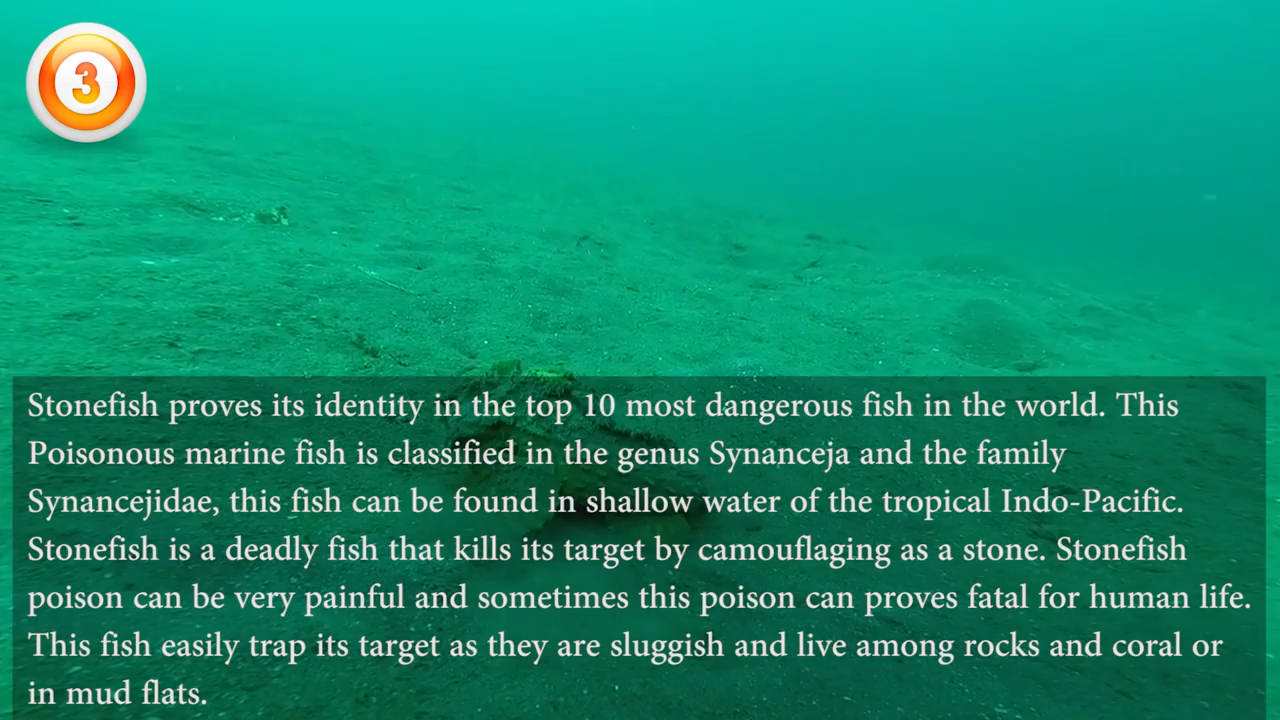 3
Stonefish proves its identity in the top 10 most dangerous fish in the world. This
Poisonous marine fish is classified in the genus Synanceja and the family
Synancejidae, this fish can be found in shallow water of the tropical Indo-Pacific.
Stonefish is a deadly fish that kills its target by camouflaging as a stone. Stonefish
poison can be very painful and sometimes this poison can proves fatal for human life.
This fish easily trap its target as they are sluggish and live among rocks and coral or
in mud flats.